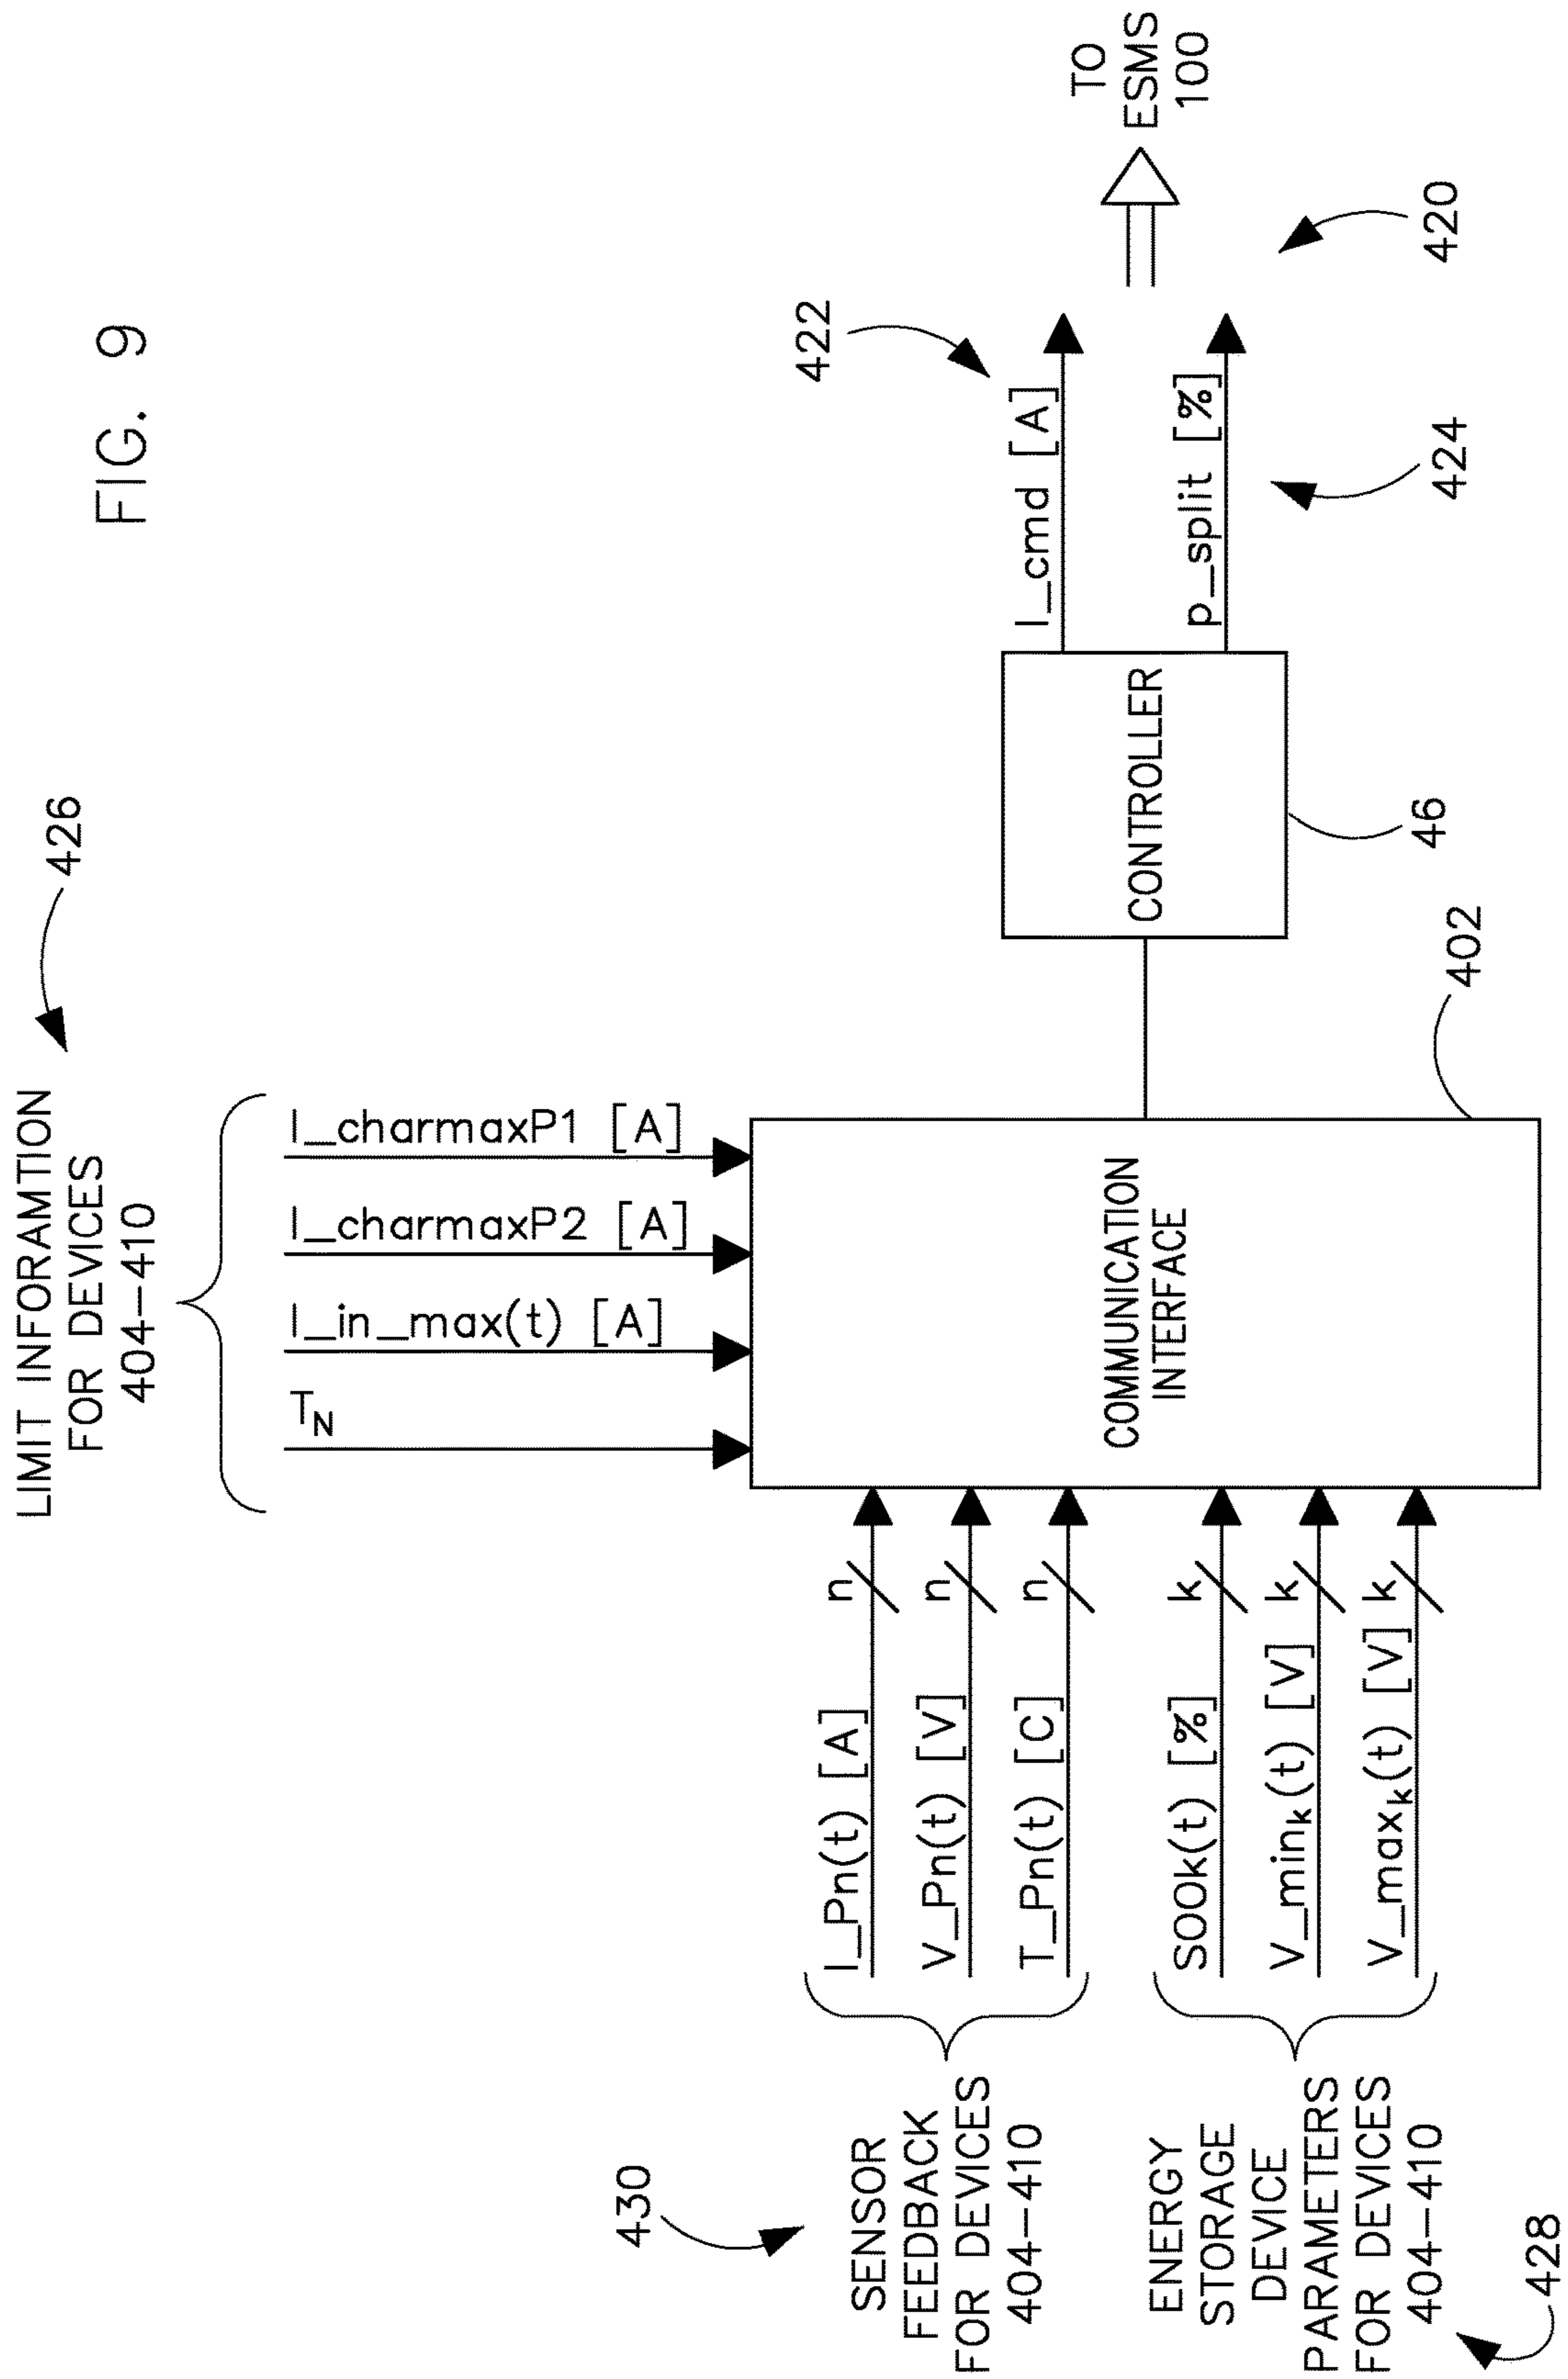 FIG. 9
426
LIMIT INFORAMTION
FOR DEVICES
404-410
T_N
I_in_max(t) [A]
I_charmaxP2 [A]
I_charmaxP1 [A]
430
SENSOR
FEEDBACK
FOR DEVICES
404-410
I_Pn(t) [A]
n
V_Pn(t) [V]
n
T_Pn(t) [C]
n
ENERGY
STORAGE
DEVICE
PARAMETERS
FOR DEVICES
404-410
428
SOOk(t) [%]
k
V_min_k(t) [V]
k
V_max_k(t) [V]
k
COMMUNICATION
INTERFACE
402
CONTROLLER
46
I_cmd [A]
422
p_split [%]
424
TO
ESMS
100
420